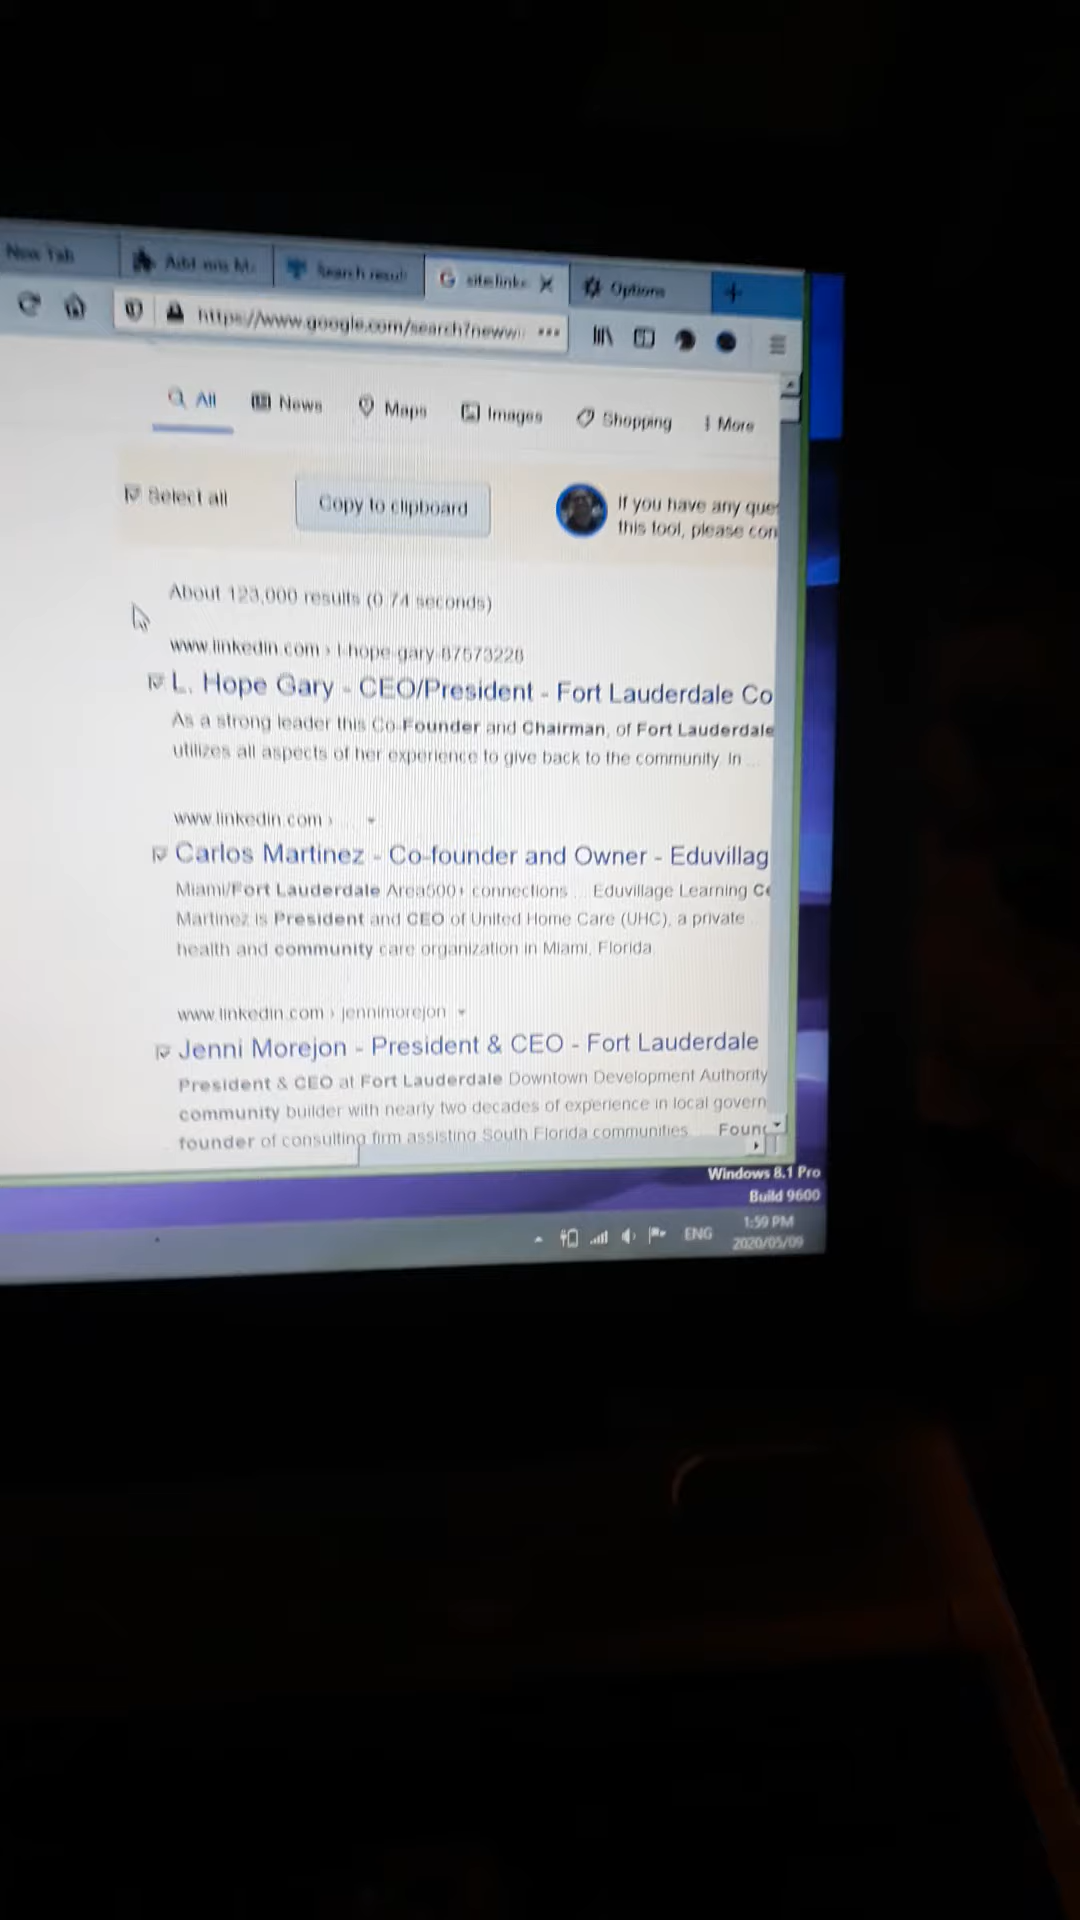 New Tab
Add-ons Ma
Search result
site:linke
Options
https://www.google.com/search?newwi
All
News
Maps
Images
Shopping
More
Select all
Copy to clipboard
If you have any ques
this tool, please con
About 123,000 results (0.74 seconds)
www.linkedin.com › l-hope-gary-87573228
L. Hope Gary - CEO/President - Fort Lauderdale Co
As a strong leader this Co-Founder and Chairman, of Fort Lauderdale
utilizes all aspects of her experience to give back to the community. In ...
www.linkedin.com › ...
Carlos Martinez - Co-founder and Owner - Eduvillag
Miami/Fort Lauderdale Area500+ connections ... Eduvillage Learning Ce
Martinez is President and CEO of United Home Care (UHC), a private ...
health and community care organization in Miami, Florida.
www.linkedin.com › jennimorejon
Jenni Morejon - President & CEO - Fort Lauderdale
President & CEO at Fort Lauderdale Downtown Development Authority
community builder with nearly two decades of experience in local govern
founder of consulting firm assisting South Florida communities ... Found
Windows 8.1 Pro
Build 9600
ENG
1:59 PM
2020/05/09